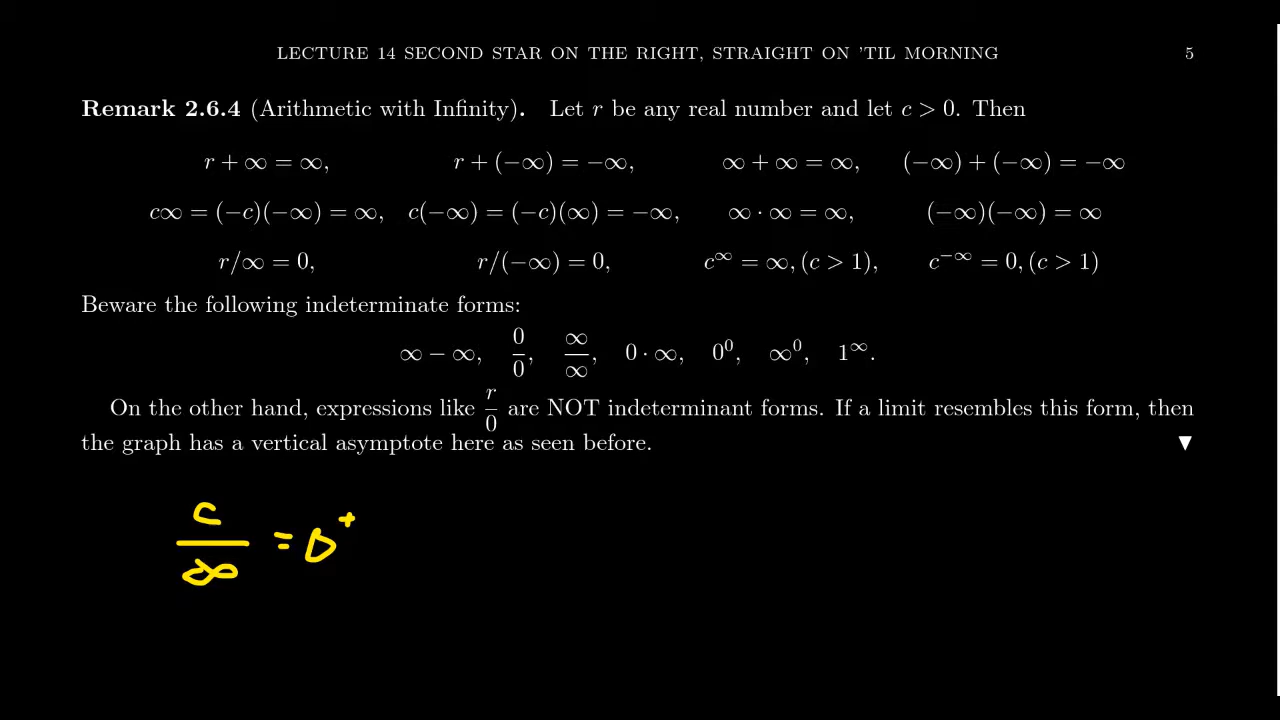 LECTURE 14 SECOND STAR ON THE RIGHT, STRAIGHT ON 'TIL MORNING 5
Remark 2.6.4 (Arithmetic with Infinity). Let r be any real number and let c > 0. Then
r + ∞ = ∞, r + (−∞) = −∞, ∞ + ∞ = ∞, (−∞) + (−∞) = −∞
c∞ = (−c)(−∞) = ∞, c(−∞) = (−c)(∞) = −∞, ∞ · ∞ = ∞, (−∞)(−∞) = ∞
r/∞ = 0, r/(−∞) = 0, c^∞ = ∞, (c > 1), c^−∞ = 0, (c > 1)
Beware the following indeterminate forms:
∞ − ∞, 0/0, ∞/∞, 0 · ∞, 0^0, ∞^0, 1^∞.
On the other hand, expressions like r/0 are NOT indeterminant forms. If a limit resembles this form, then
the graph has a vertical asymptote here as seen before. ▼
c/∞ = 0^+